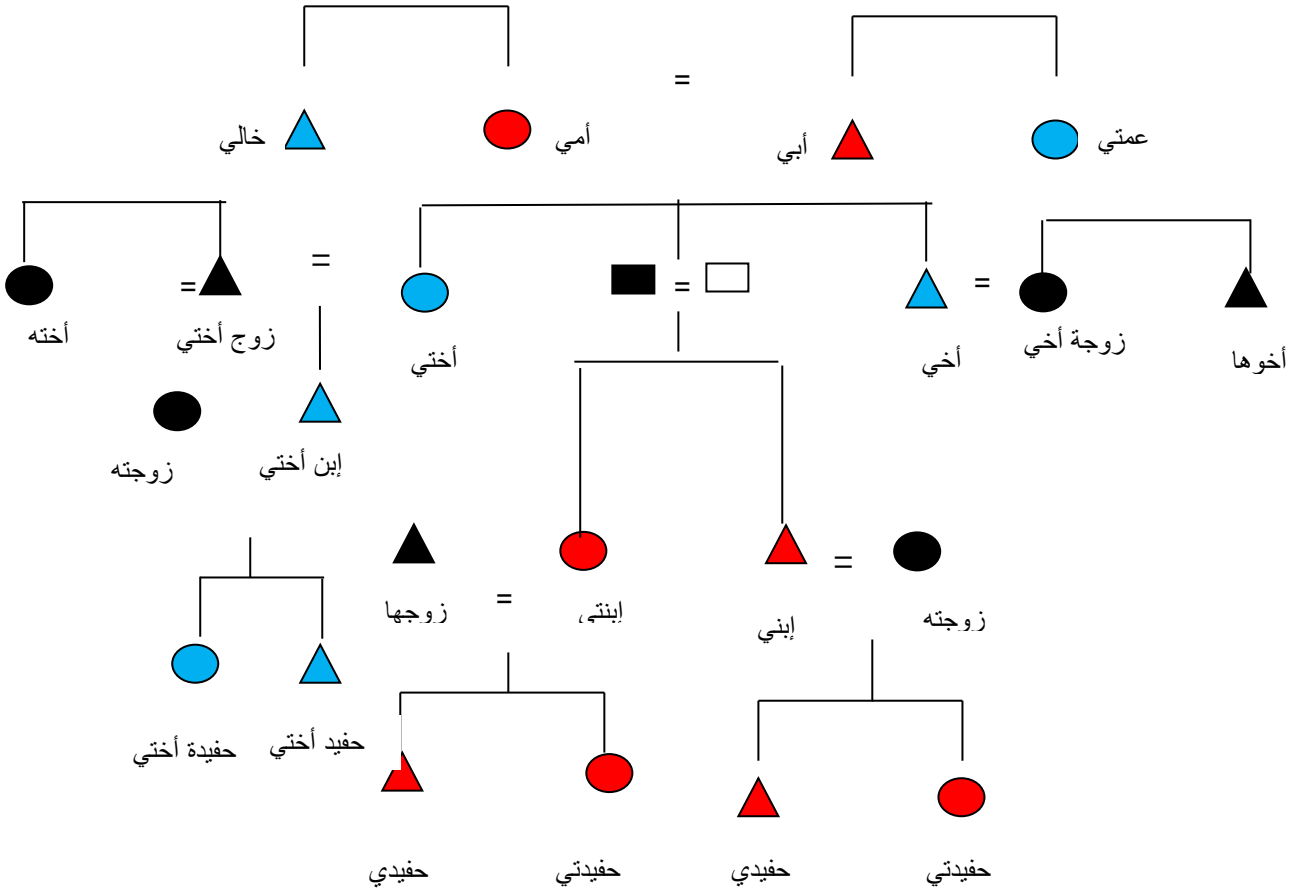 عمتي
أبي
=
أمي
خالي
أخوها
زوجة أخي
=
أخي
=
أختي
=
زوج أختي
=
أخته
إبن أختي
زوجته
زوجته
=
إبني
إبنتي
=
زوجها
حفيد أختي
حفيدة أختي
حفيدتي
حفيدي
حفيدتي
حفيدي